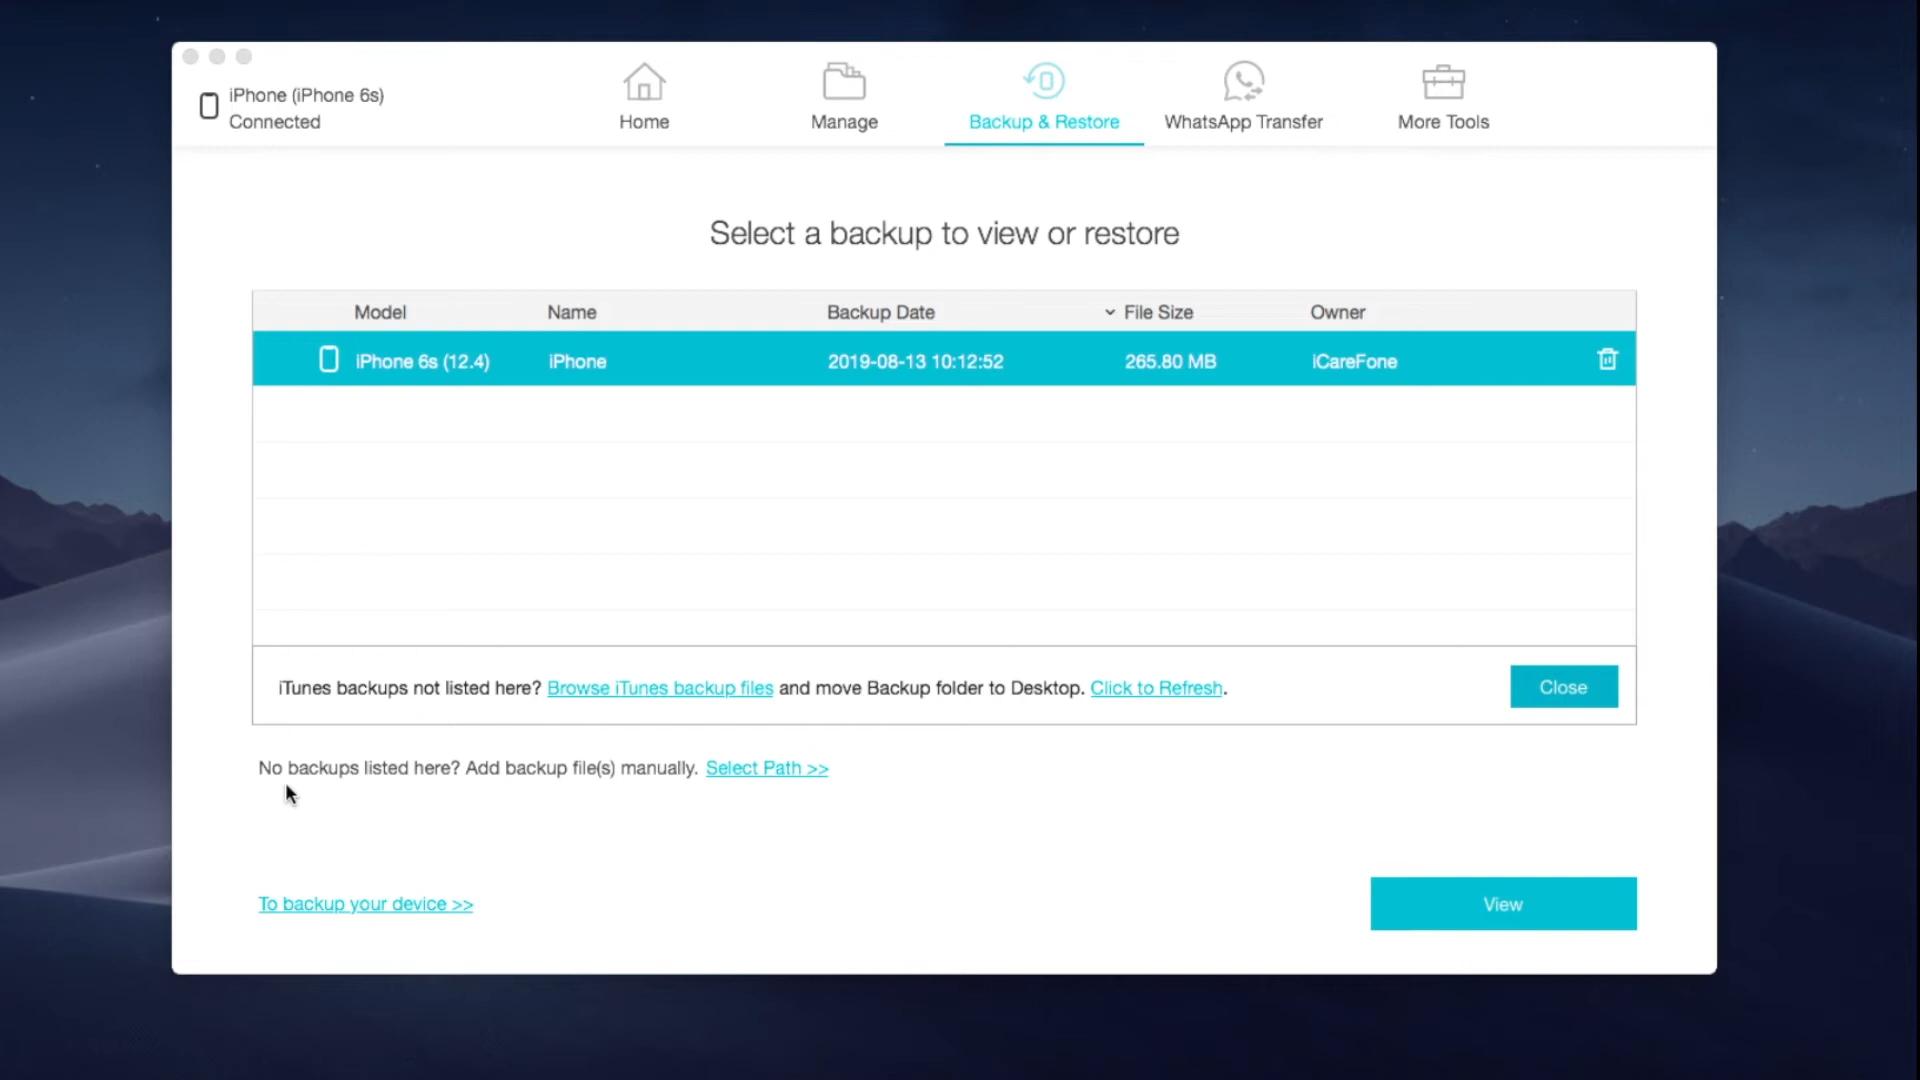 iPhone (iPhone 6s)
Connected
Home
Manage
Backup & Restore
WhatsApp Transfer
More Tools
Select a backup to view or restore
Model Name Backup Date File Size Owner
iPhone 6s (12.4) iPhone 2019-08-13 10:12:52 265.80 MB iCareFone
iTunes backups not listed here? Browse iTunes backup files and move Backup folder to Desktop. Click to Refresh.
Close
No backups listed here? Add backup file(s) manually. Select Path >>
To backup your device >>
View